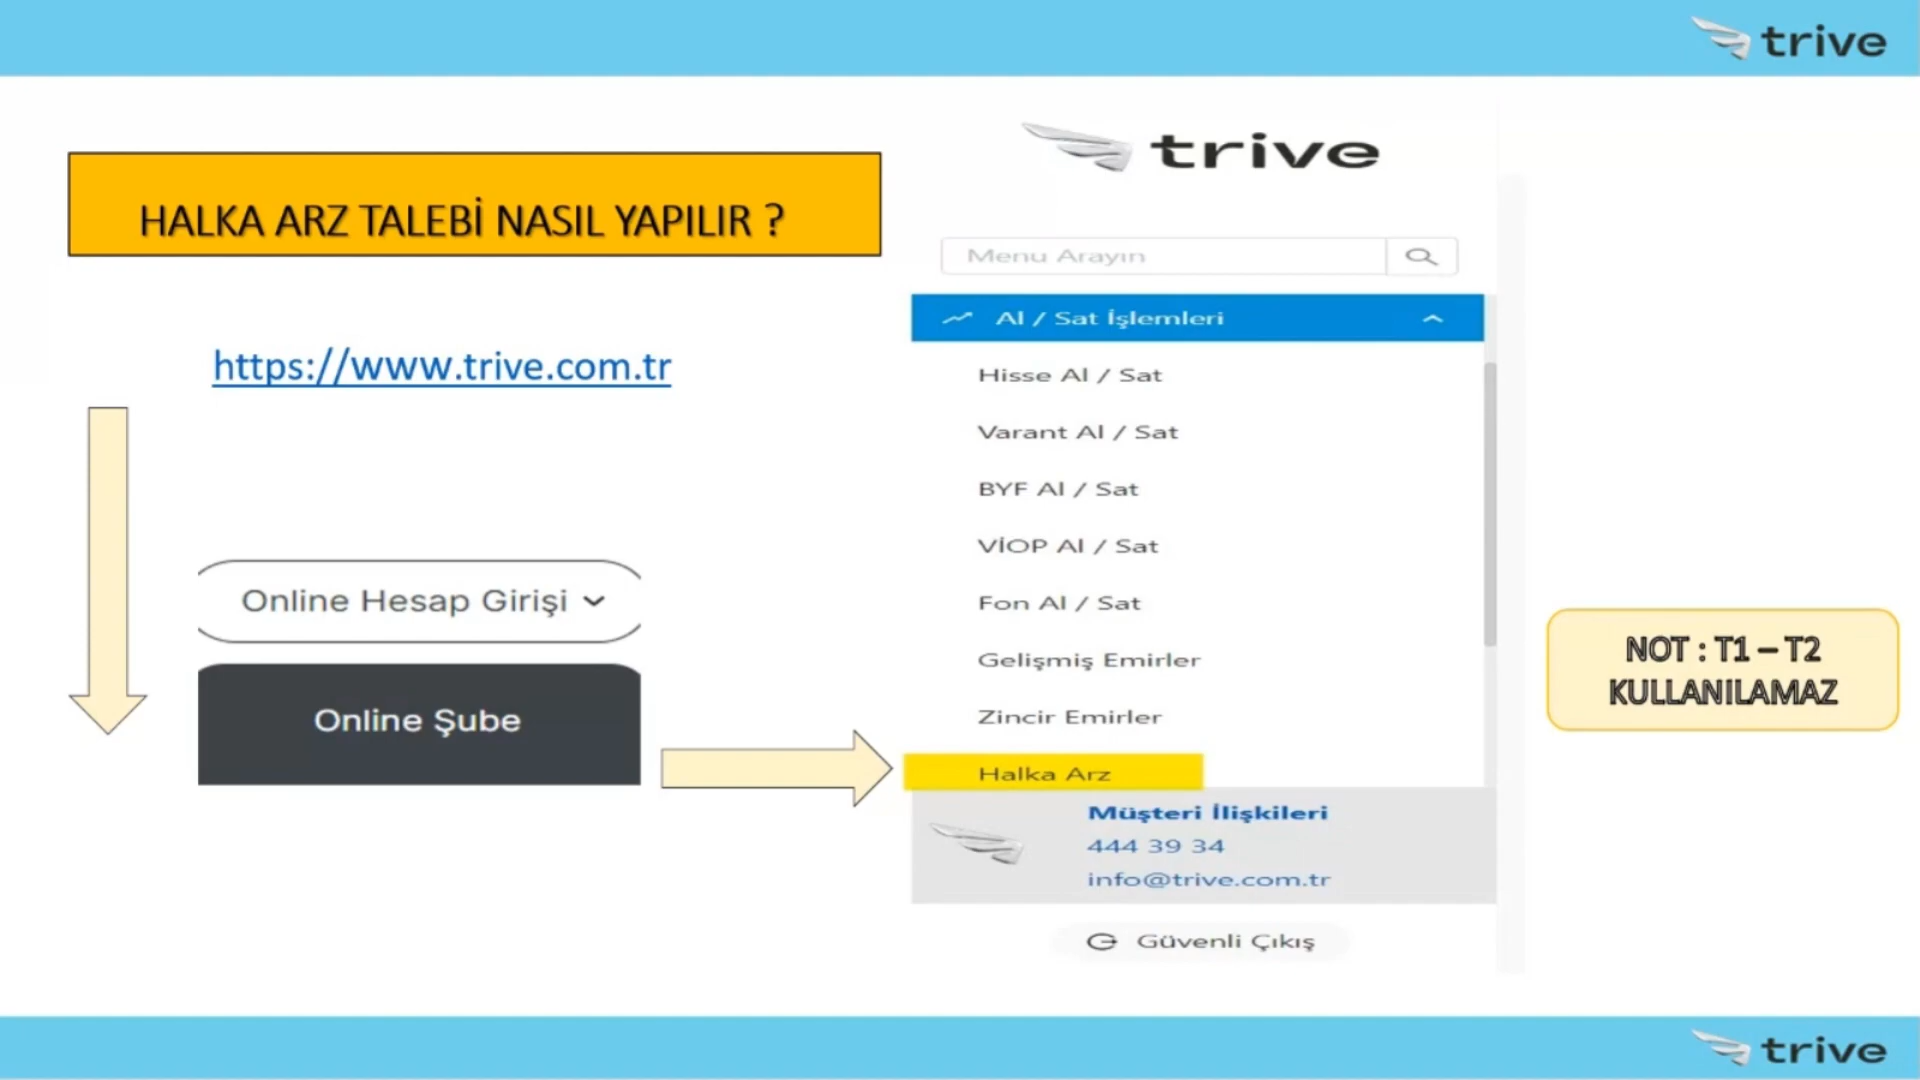 trive
HALKA ARZ TALEBİ NASIL YAPILIR ?
https://www.trive.com.tr
Online Hesap Girişi
Online Şube
trive
Menu Arayın
Al / Sat İşlemleri
Hisse Al / Sat
Varant Al / Sat
BYF Al / Sat
VİOP Al / Sat
Fon Al / Sat
Gelişmiş Emirler
Zincir Emirler
Halka Arz
Müşteri İlişkileri
444 39 34
info@trive.com.tr
Güvenli Çıkış
NOT : T1 – T2
KULLANILAMAZ
trive